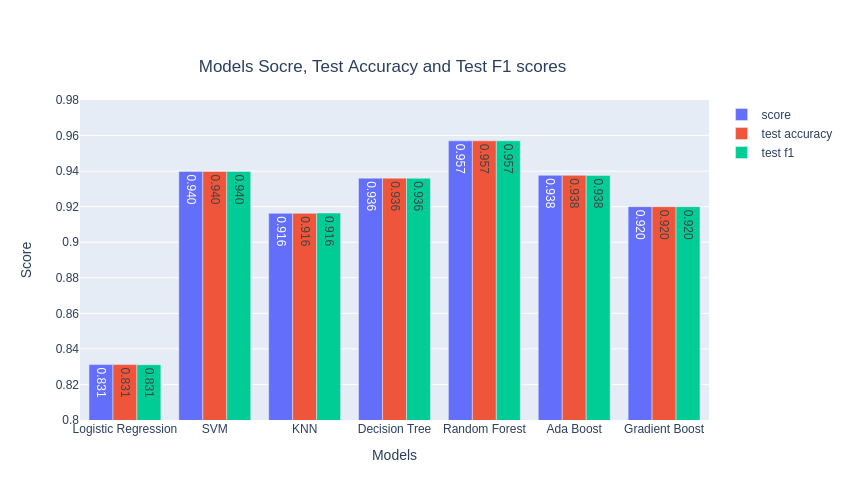 Models Socre, Test Accuracy and Test F1 scores
score
test accuracy
test f1
Score
0.98
0.96
0.94
0.92
0.9
0.88
0.86
0.84
0.82
0.8
0.831
0.831
0.831
0.940
0.940
0.940
0.916
0.916
0.916
0.936
0.936
0.936
0.957
0.957
0.957
0.938
0.938
0.938
0.920
0.920
0.920
Logistic Regression
SVM
KNN
Decision Tree
Random Forest
Ada Boost
Gradient Boost
Models